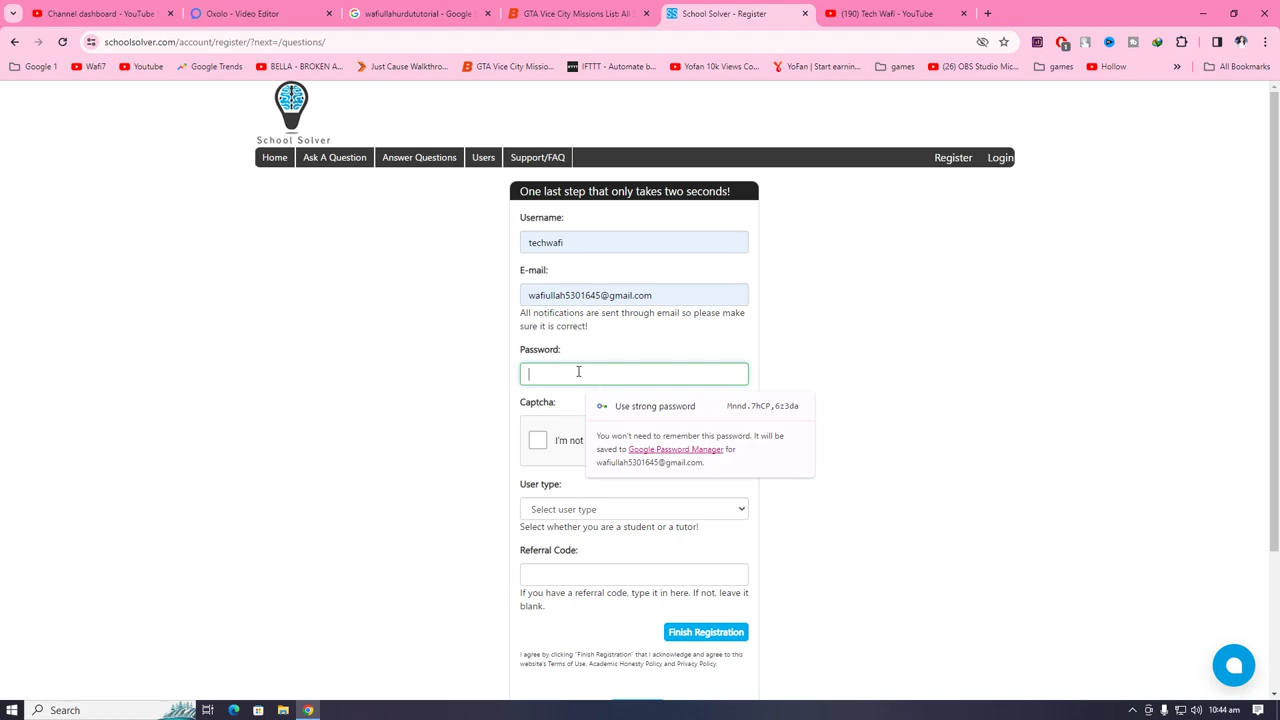 Community dashboard - YouTube S
Oxolo - Video Editor
wafiullahurdututorial - Google S
GTA Vice City Missions List: All S
School Solver - Register
(190) Tech Wafi - YouTube
schoolsolver.com/account/register/?next=/questions/
1
Google 1
Wafi7
Youtube
Google Trends
BELLA - BROKEN A...
Just Cause Walkthro...
GTA Vice City Missio...
IFTTT - Automate b...
Yofan 10k Views Co...
YoFan | Start earnin...
games
(26) OBS Studio Mic...
games
Hollow
»
All Bookmarks
School Solver
Home
Ask A Question
Answer Questions
Users
Support/FAQ
Register
Login
One last step that only takes two seconds!
Username:
techwafi
E-mail:
wafiullah5301645@gmail.com
All notifications are sent through email so please make
sure it is correct!
Password:
Use strong password
Mnnd.7hCP,6z3da
You won't need to remember this password. It will be
saved to Google Password Manager for
wafiullah5301645@gmail.com.
Captcha:
I'm not
User type:
Select user type
Select whether you are a student or a tutor!
Referral Code:
If you have a referral code, type it in here. If not, leave it
blank.
Finish Registration
I agree by clicking "Finish Registration" that I acknowledge and agree to this
website's Terms of Use, Academic Honesty Policy and Privacy Policy.
Search
10:44 am